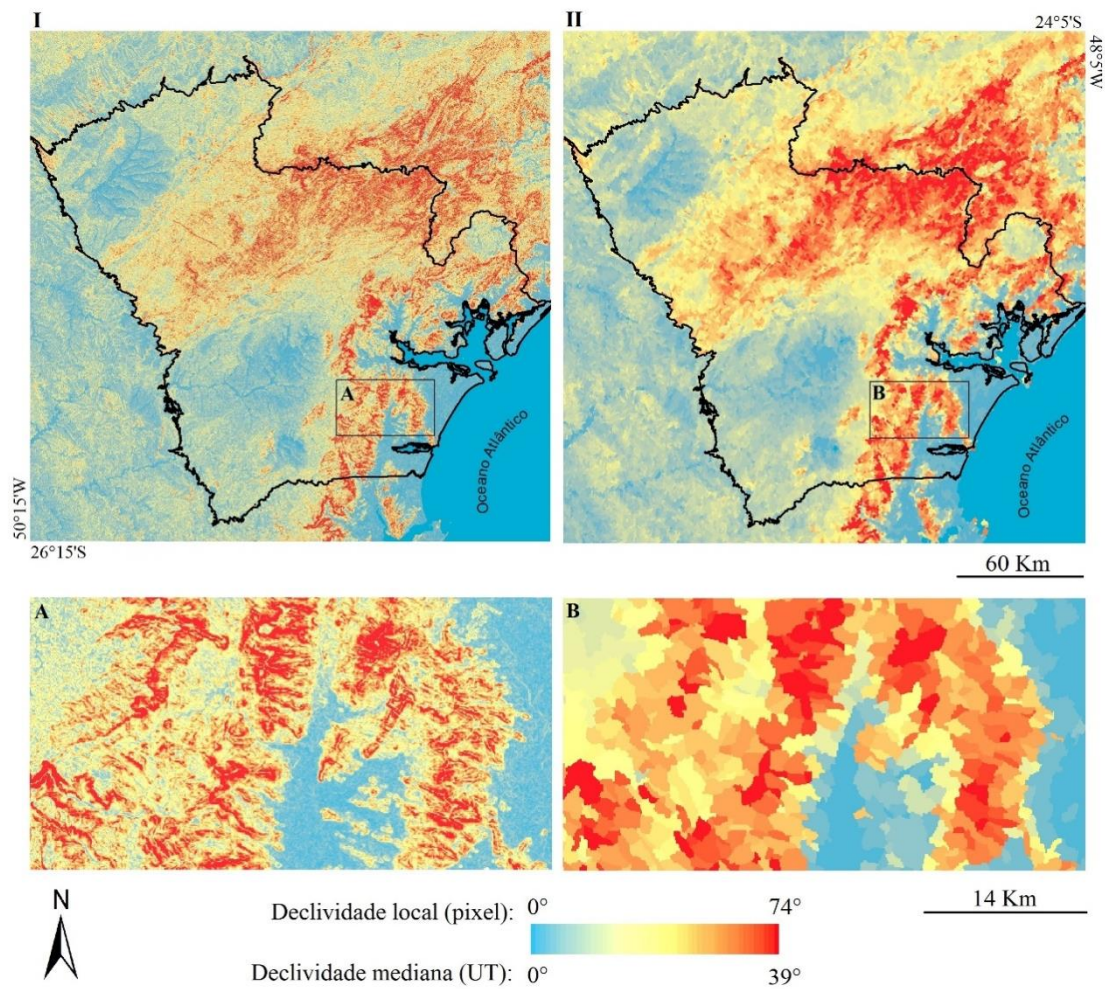 I
II
24°5'S
48°5'W
A
B
Oceano Atlântico
Oceano Atlântico
50°15'W
26°15'S
60 Km
A
B
N
Declividade local (pixel): 0° 74°
14 Km
Declividade mediana (UT): 0° 39°